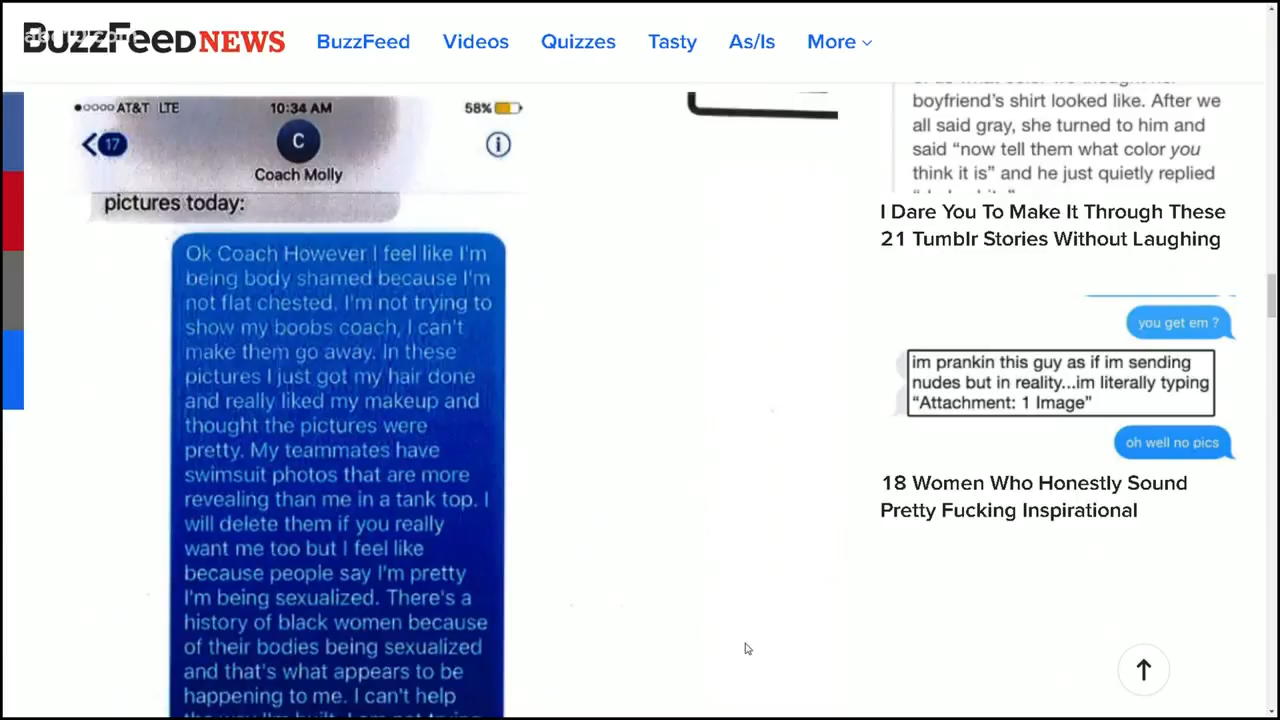 BuzzFeed NEWS
BuzzFeed
Videos
Quizzes
Tasty
As/Is
More
AT&T LTE
10:34 AM
58%
17
C
Coach Molly
pictures today:
Ok Coach However I feel like I'm
being body shamed because I'm
not flat chested. I'm not trying to
show my boobs coach, I can't
make them go away. In these
pictures I just got my hair done
and really liked my makeup and
thought the pictures were
pretty. My teammates have
swimsuit photos that are more
revealing than me in a tank top. I
will delete them if you really
want me too but I feel like
because people say I'm pretty
I'm being sexualized. There's a
history of black women because
of their bodies being sexualized
and that's what appears to be
happening to me. I can't help
boyfriend's shirt looked like. After we
all said gray, she turned to him and
said “now tell them what color you
think it is” and he just quietly replied
I Dare You To Make It Through These
21 Tumblr Stories Without Laughing
you get em ?
im prankin this guy as if im sending
nudes but in reality...im literally typing
“Attachment: 1 Image”
oh well no pics
18 Women Who Honestly Sound
Pretty Fucking Inspirational